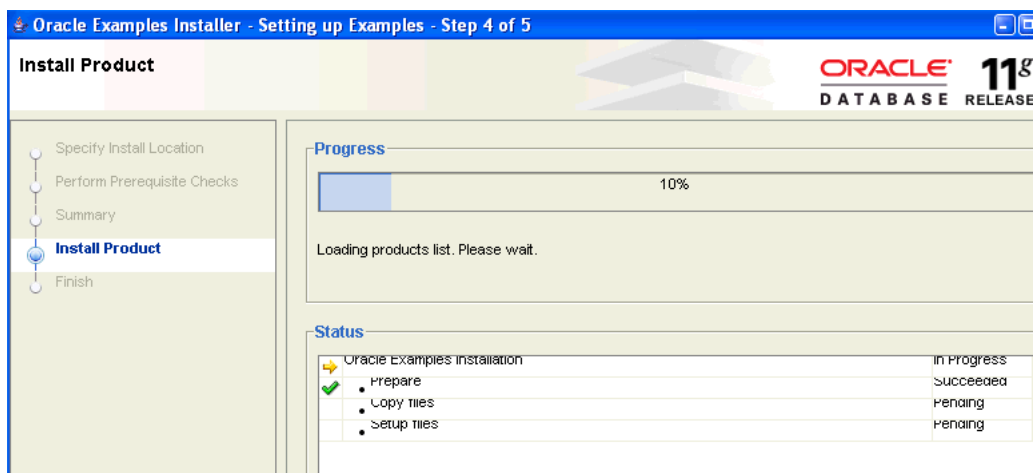 Oracle Examples Installer - Setting up Examples - Step 4 of 5
Install Product
ORACLE
DATABASE
11g
RELEASE
Specify Install Location
Perform Prerequisite Checks
Summary
Install Product
Finish
Progress
10%
Loading products list. Please wait.
Status
Oracle Examples Installation In Progress
Prepare Succeeded
Copy files Pending
Setup files Pending